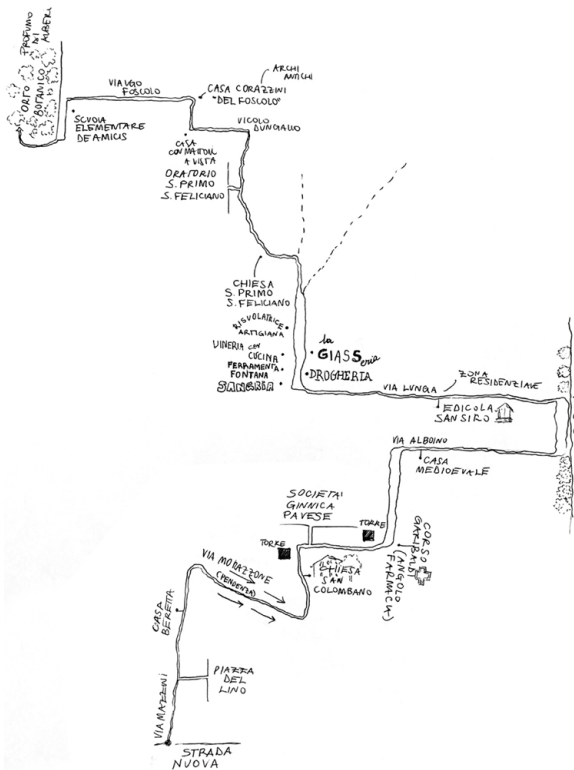 ORTO
BOTANICO
PROFUMO
DI
ALBERI
VIA UGO
FOSCOLO
SCUOLA
ELEMENTARE
DE AMICIS
ARCHI
ANTICHI
CASA CORAZZINI
"DEL FOSCOLO"
VICOLO
CASA
CON MATTONI
A VISTA
ORATORIO
S. PRIMO
S. FELICIANO
CHIESA
S. PRIMO
S. FELICIANO
ARTIGIANA
VINERIA CON
CUCINA
FERRAMENTA
FONTANA
la
GIASSeria
DROGHERIA
VIA LUNGA
ZONA
RESIDENZIALE
EDICOLA
SAN SIRO
VIA ALBOINO
CASA
MEDIOEVALE
SOCIETA'
GINNICA
PAVESE
TORRE
TORRE
CHIESA
SAN
COLOMBANO
CORSO
GARIBALDI
(ANGOLO
FARMACIA)
VIA MORAZZONE
(PENDENZA)
CASA
BERETTA
PIAZZA
DEL
LINO
VIA MAZZINI
STRADA
NUOVA